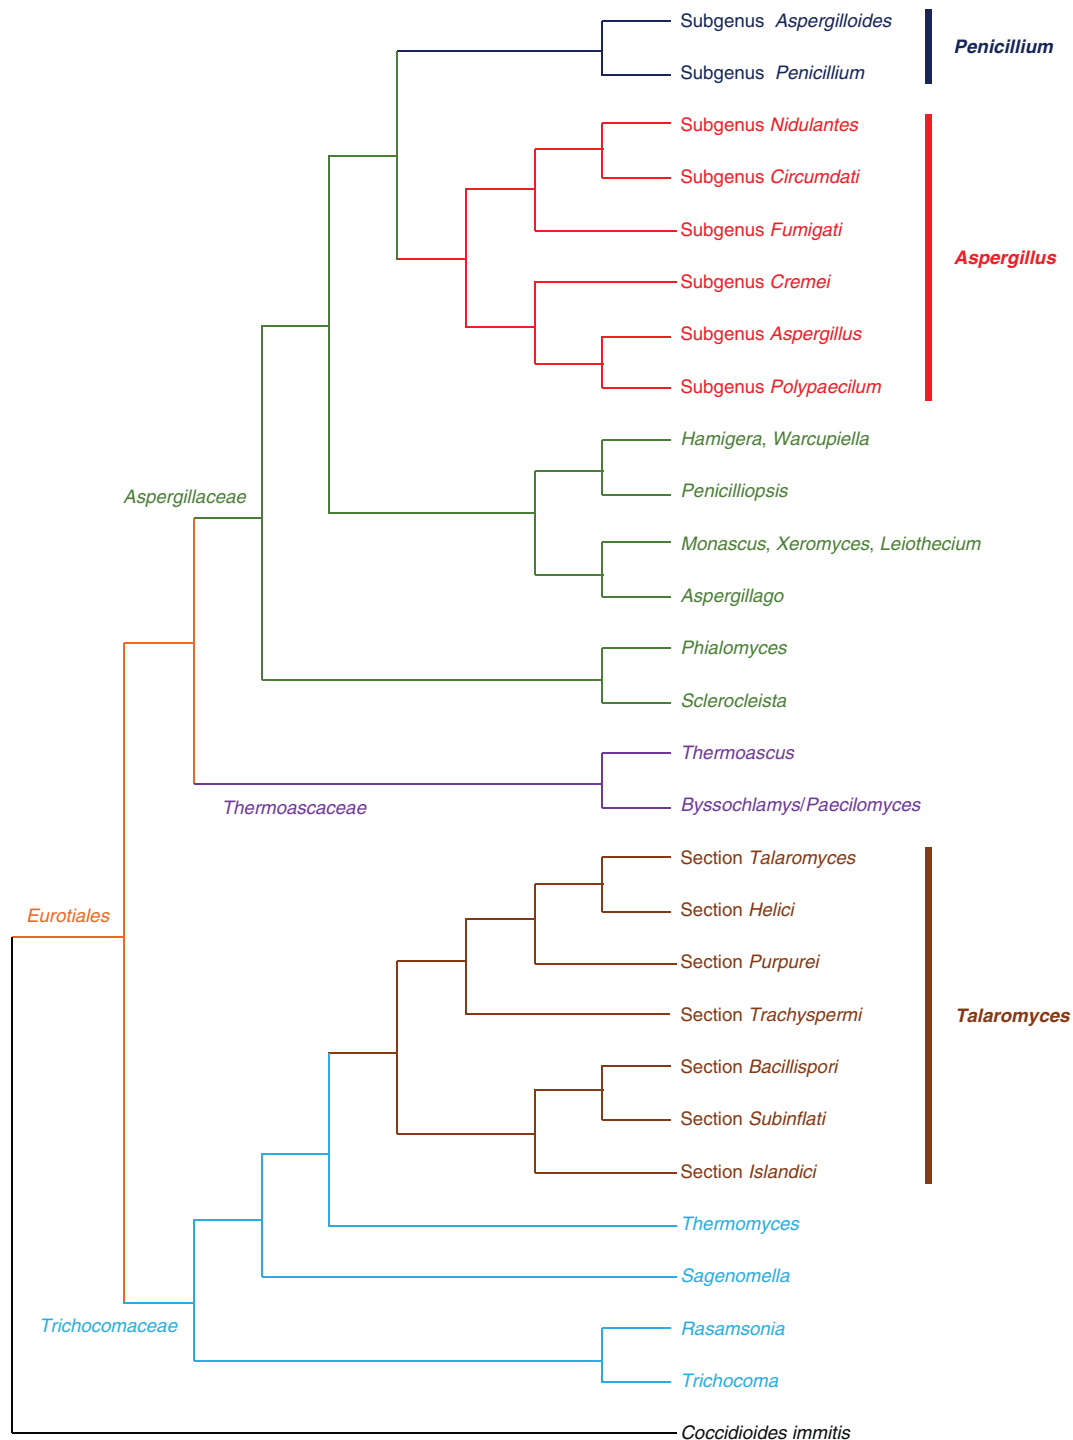 Subgenus Aspergilloides
Penicillium
Subgenus Penicillium
Subgenus Nidulantes
Subgenus Circumdati
Subgenus Fumigati
Aspergillus
Subgenus Cremei
Subgenus Aspergillus
Subgenus Polypaecilum
Hamigera, Warcupiella
Aspergillaceae
Penicilliopsis
Monascus, Xeromyces, Leiothecium
Aspergillago
Phialomyces
Sclerocleista
Thermoascus
Thermoascaceae
Byssochlamys/Paecilomyces
Section Talaromyces
Eurotiales
Section Helici
Section Purpurei
Section Trachyspermi
Talaromyces
Section Bacillispori
Section Subinflati
Section Islandici
Thermomyces
Sagenomella
Trichocomaceae
Rasamsonia
Trichocoma
Coccidioides immitis